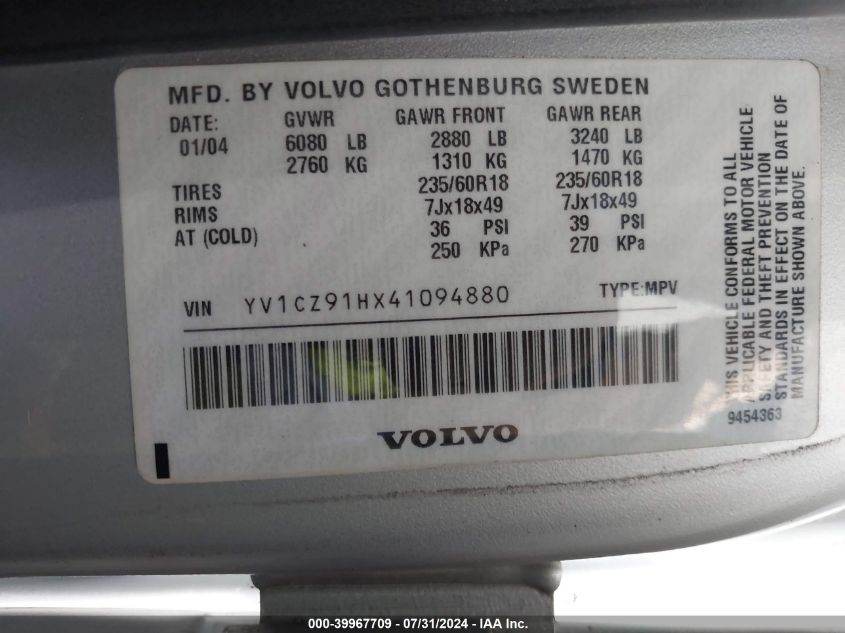 MFD. BY VOLVO GOTHENBURG SWEDEN
DATE: GVWR GAWR FRONT GAWR REAR
01/04 6080 LB 2880 LB 3240 LB
2760 KG 1310 KG 1470 KG
TIRES 235/60R18 235/60R18
RIMS 7Jx18x49 7Jx18x49
AT (COLD) 36 PSI 39 PSI
250 KPa 270 KPa
VIN YV1CZ91HX41094880 TYPE:MPV
VOLVO
THIS VEHICLE CONFORMS TO ALL
APPLICABLE FEDERAL MOTOR VEHICLE
SAFETY AND THEFT PREVENTION
STANDARDS IN EFFECT ON THE DATE OF
MANUFACTURE SHOWN ABOVE.
9454363
000-39967709 - 07/31/2024 - IAA Inc.